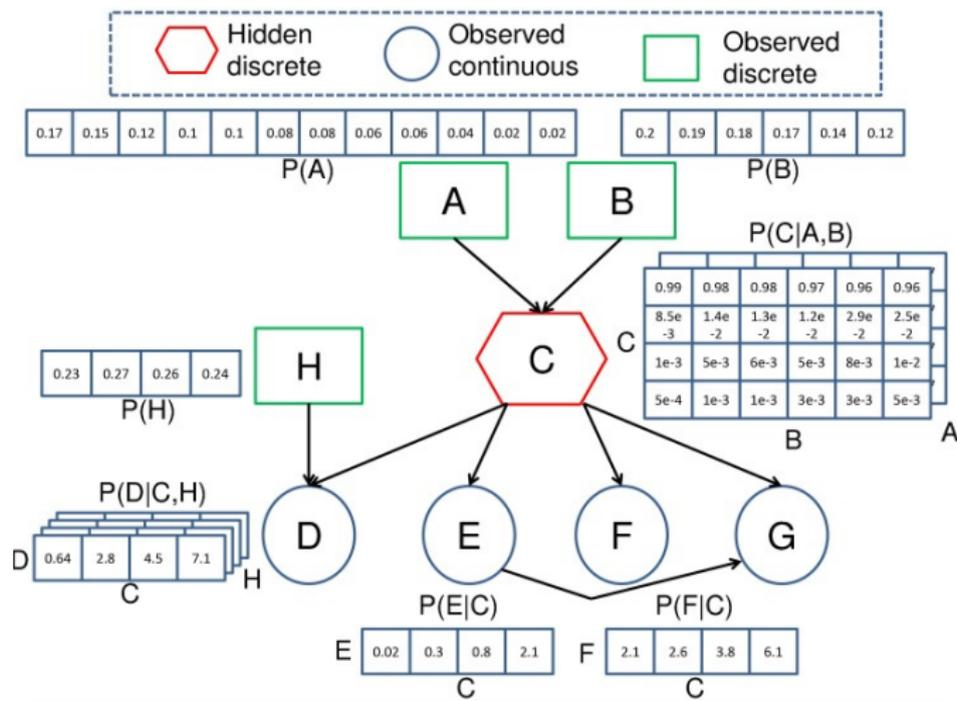 Hidden discrete
Observed continuous
Observed discrete
0.17 0.15 0.12 0.1 0.1 0.08 0.08 0.06 0.06 0.04 0.02 0.02
P(A)
0.2 0.19 0.18 0.17 0.14 0.12
P(B)
A
B
P(C|A,B)
0.99 0.98 0.98 0.97 0.96 0.96
8.5e-3 1.4e-2 1.3e-2 1.2e-2 2.9e-2 2.5e-2
1e-3 5e-3 6e-3 5e-3 8e-3 1e-2
5e-4 1e-3 1e-3 3e-3 3e-3 5e-3
C
B
A
C
H
0.23 0.27 0.26 0.24
P(H)
P(D|C,H)
D
0.64 2.8 4.5 7.1
C
H
D
E
F
G
P(E|C)
E
0.02 0.3 0.8 2.1
C
P(F|C)
F
2.1 2.6 3.8 6.1
C